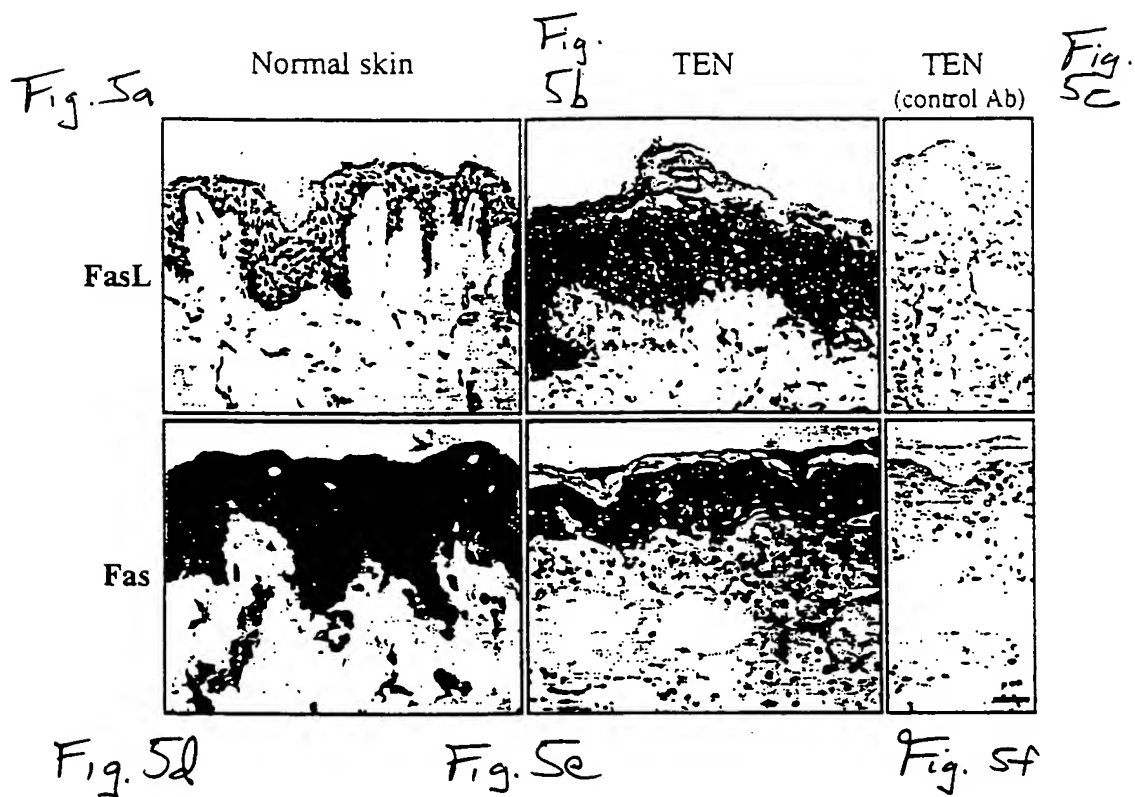 Fig. 5a
Normal skin
Fig.
5b
TEN
TEN
(control Ab)
Fig.
5c
FasL
Fas
Fig. 5d
Fig. 5e
Fig. 5f